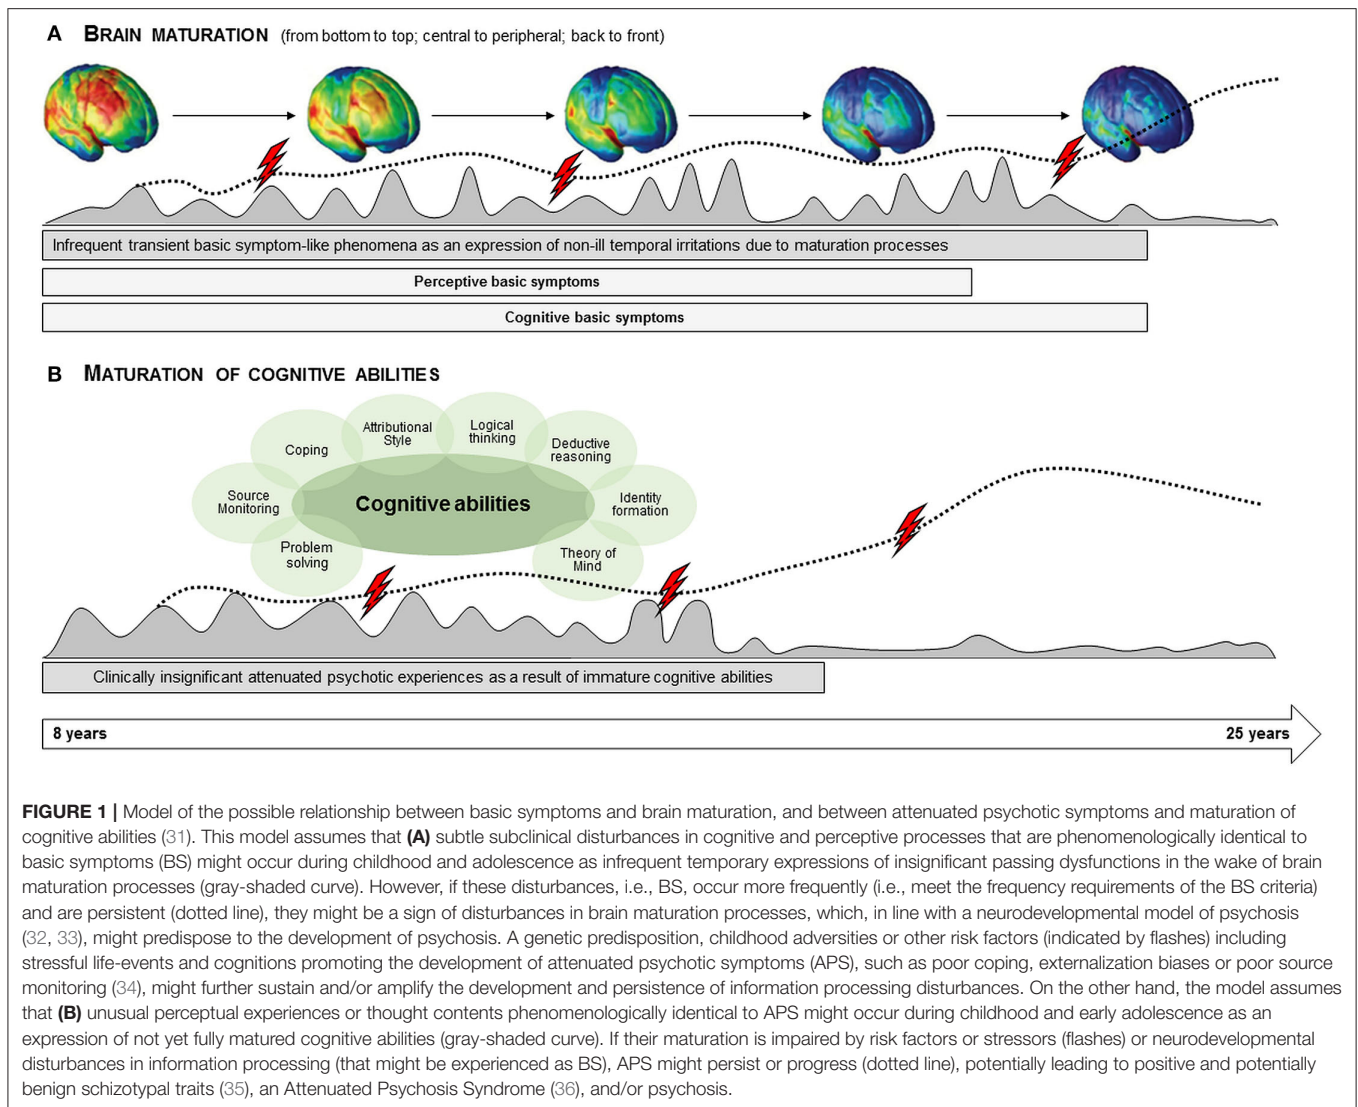 A BRAIN MATURATION (from bottom to top; central to peripheral; back to front)
Infrequent transient basic symptom-like phenomena as an expression of non-ill temporal irritations due to maturation processes
Perceptive basic symptoms
Cognitive basic symptoms
B MATURATION OF COGNITIVE ABILITIES
Attributional
Style
Logical
thinking
Coping
Deductive
reasoning
Source
Monitoring
Cognitive abilities
Identity
formation
Problem
solving
Theory of
Mind
Clinically insignificant attenuated psychotic experiences as a result of immature cognitive abilities
8 years
25 years
FIGURE 1 | Model of the possible relationship between basic symptoms and brain maturation, and between attenuated psychotic symptoms and maturation of
cognitive abilities (31). This model assumes that (A) subtle subclinical disturbances in cognitive and perceptive processes that are phenomenologically identical to
basic symptoms (BS) might occur during childhood and adolescence as infrequent temporary expressions of insignificant passing dysfunctions in the wake of brain
maturation processes (gray-shaded curve). However, if these disturbances, i.e., BS, occur more frequently (i.e., meet the frequency requirements of the BS criteria)
and are persistent (dotted line), they might be a sign of disturbances in brain maturation processes, which, in line with a neurodevelopmental model of psychosis
(32, 33), might predispose to the development of psychosis. A genetic predisposition, childhood adversities or other risk factors (indicated by flashes) including
stressful life-events and cognitions promoting the development of attenuated psychotic symptoms (APS), such as poor coping, externalization biases or poor source
monitoring (34), might further sustain and/or amplify the development and persistence of information processing disturbances. On the other hand, the model assumes
that (B) unusual perceptual experiences or thought contents phenomenologically identical to APS might occur during childhood and early adolescence as an
expression of not yet fully matured cognitive abilities (gray-shaded curve). If their maturation is impaired by risk factors or stressors (flashes) or neurodevelopmental
disturbances in information processing (that might be experienced as BS), APS might persist or progress (dotted line), potentially leading to positive and potentially
benign schizotypal traits (35), an Attenuated Psychosis Syndrome (36), and/or psychosis.